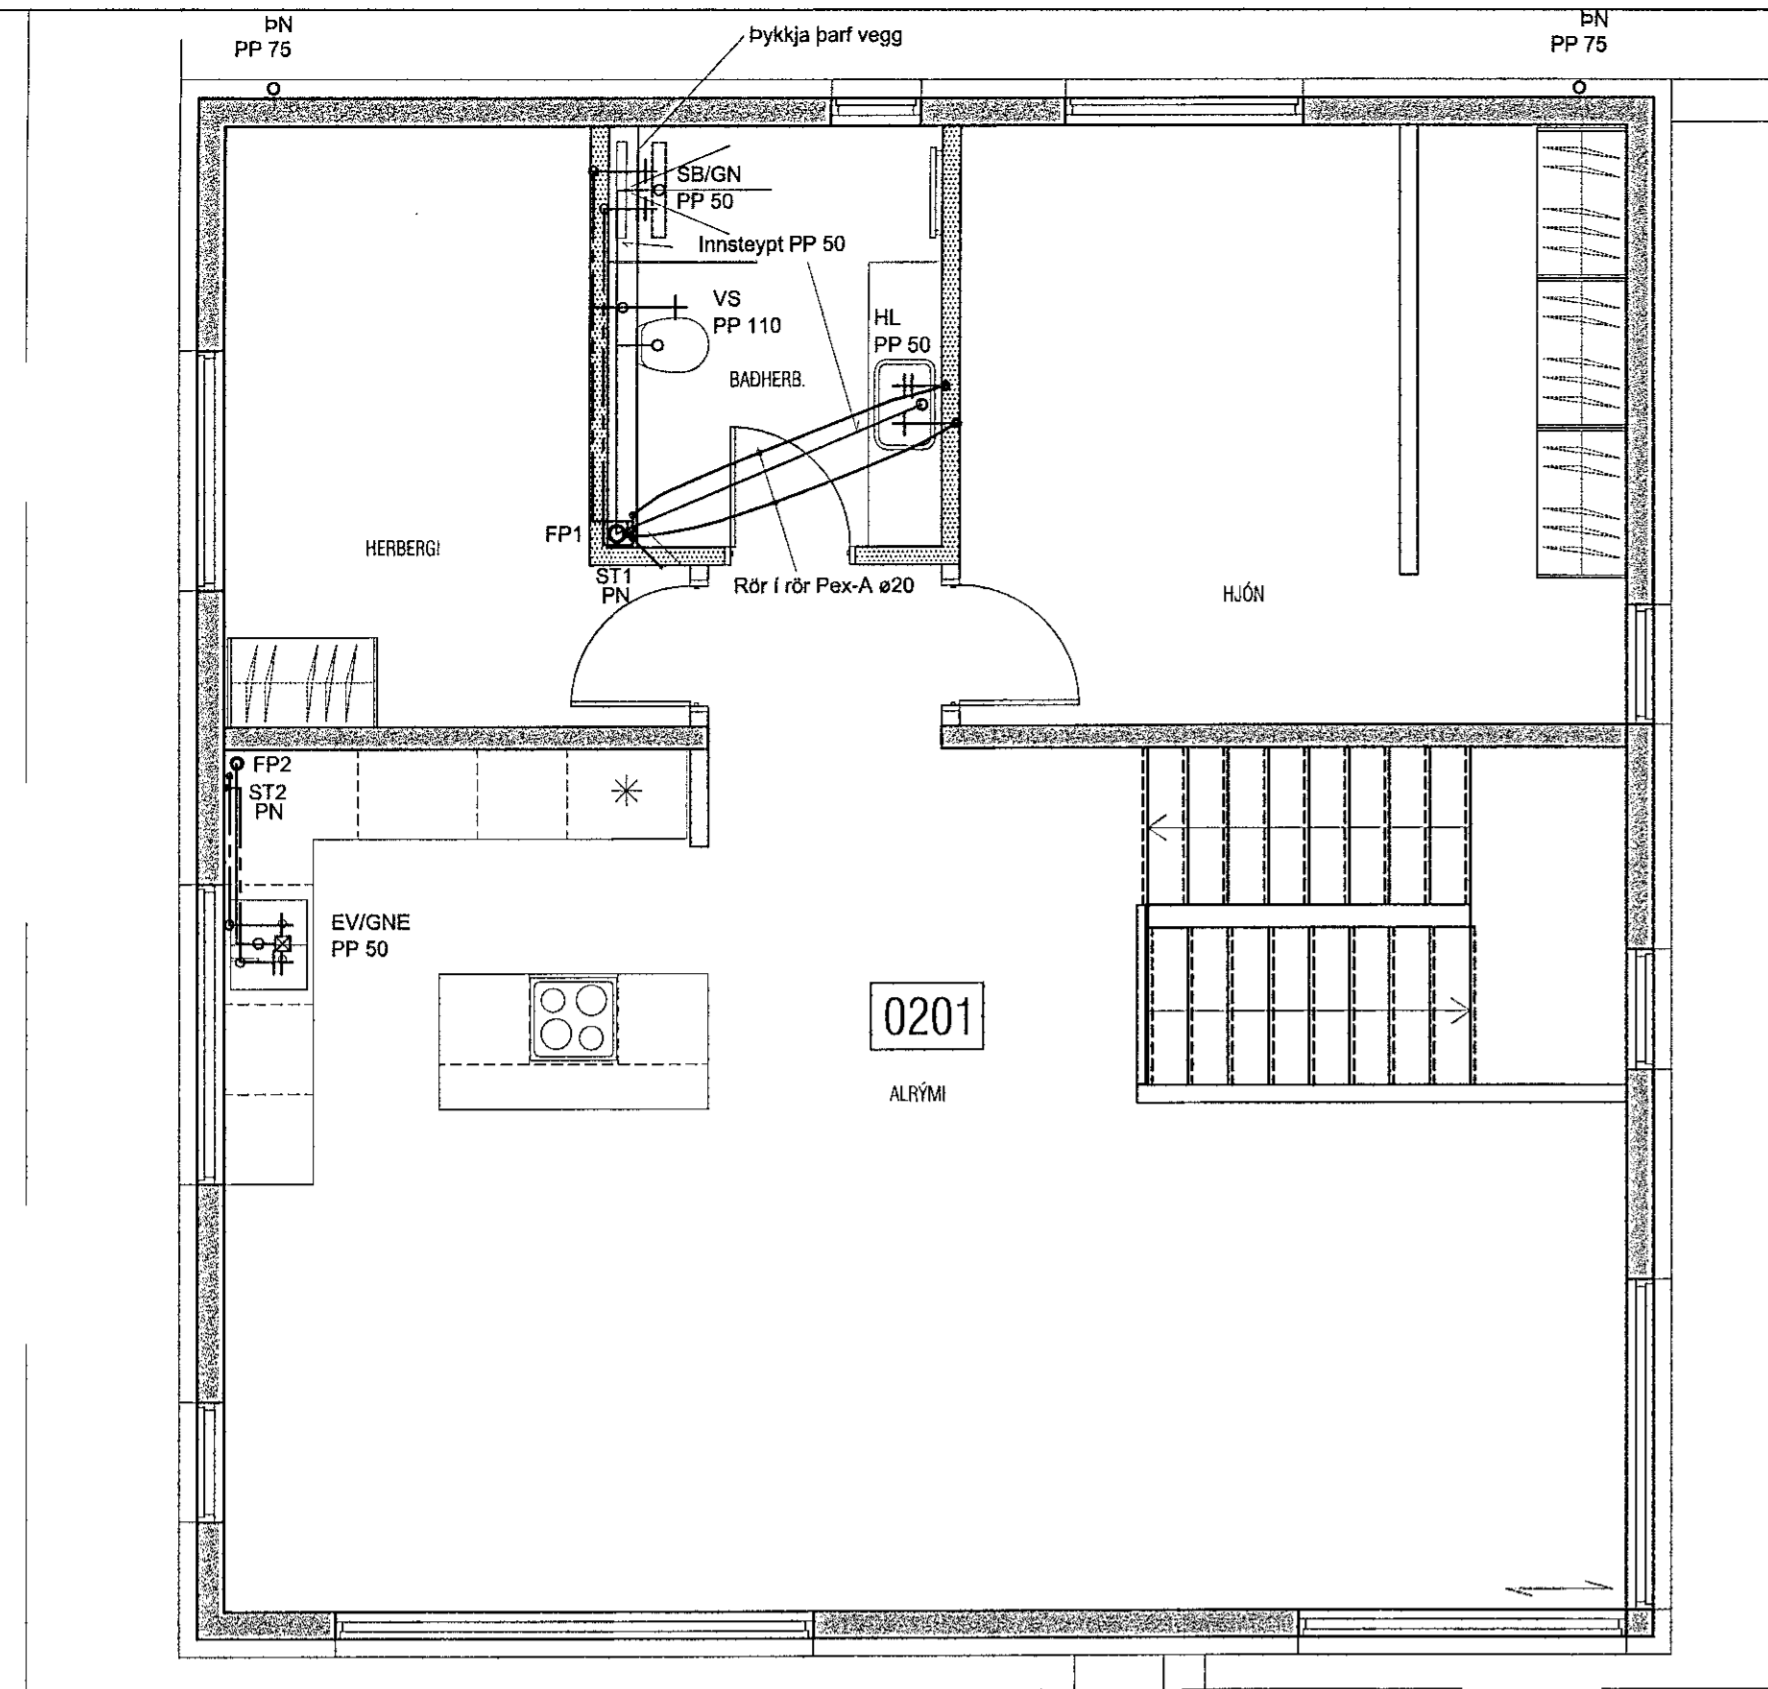 ÞN
PP 75
Þykkja þarf vegg
ÞN
PP 75
SB/GN
PP 50
Innsteypt PP 50
VS
PP 110
HL
PP 50
BAÐHERB.
FP1
HERBERGI
ST1
PN
Rör í rör Pex-A ø20
HJÓN
FP2
ST2
PN
EV/GNE
PP 50
0201
ALRÝMI